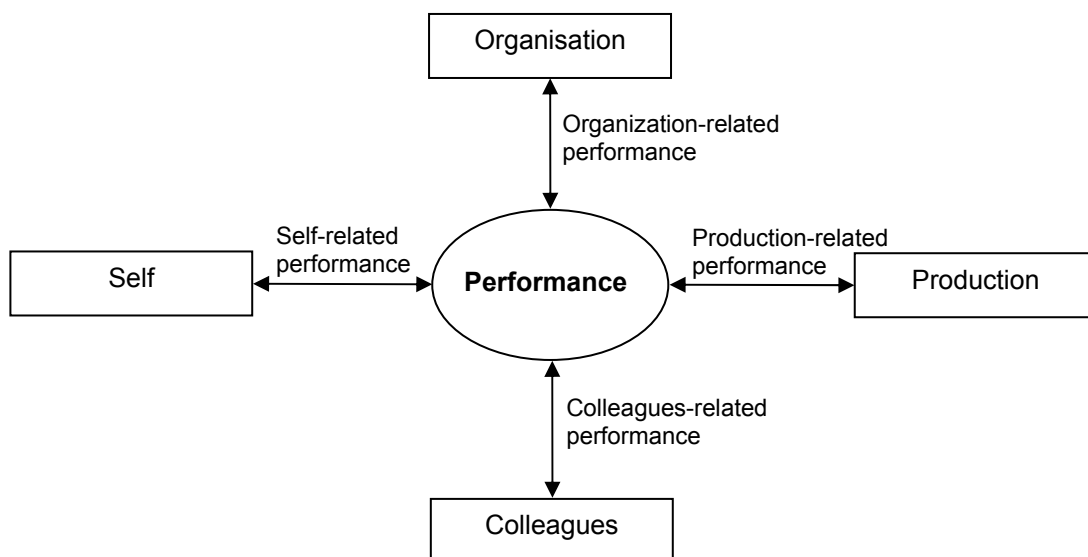 Organisation
Organization-related
performance
Self-related
performance
Production-related
performance
Self
Performance
Production
Colleagues-related
performance
Colleagues